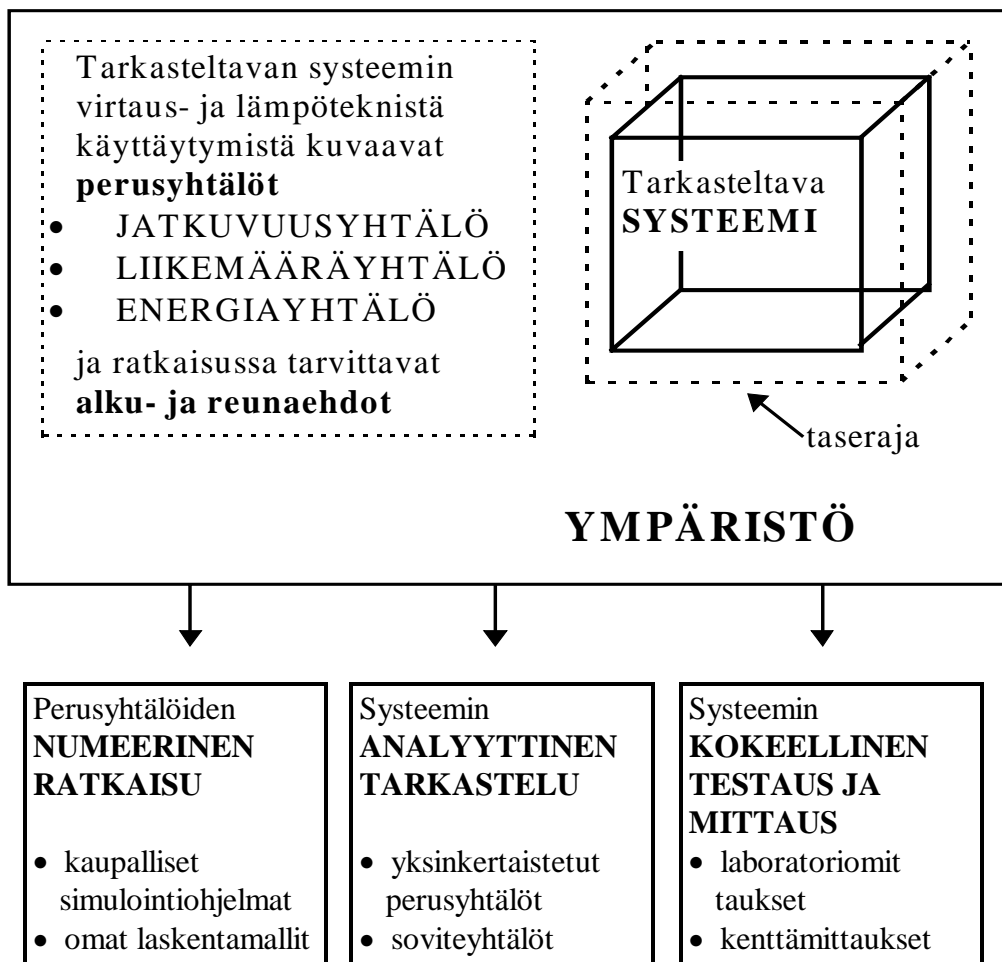 Tarkasteltavan systeemin
virtaus- ja lämpöteknistä
käyttäytymistä kuvaavat
perusyhtälöt
• JATKUVUUSYHTÄLÖ
• LIIKEMÄÄRÄYHTÄLÖ
• ENERGIAYHTÄLÖ
ja ratkaisussa tarvittavat
alku- ja reunaehdot
Tarkasteltava
SYSTEEMI
taseraja
YMPÄRISTÖ
Perusyhtälöiden
NUMEERINEN
RATKAISU
• kaupalliset
simulointiohjelmat
• omat laskentamallit
Systeemin
ANALYYTTINEN
TARKASTELU
• yksinkertaistetut
perusyhtälöt
• soviteyhtälöt
Systeemin
KOKEELLINEN
TESTAUS JA
MITTAUS
• laboratoriomit
taukset
• kenttämittaukset